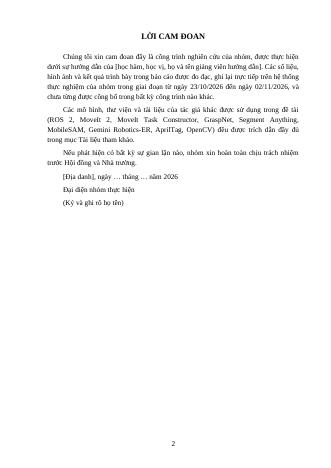 LỜI CAM ĐOAN
Chúng tôi xin cam đoan đây là công trình nghiên cứu của nhóm, được thực hiện
dưới sự hướng dẫn của [học hàm, học vị, họ và tên giảng viên hướng dẫn]. Các số liệu,
hình ảnh và kết quả trình bày trong báo cáo được đo đạc, ghi lại trực tiếp trên hệ thống
thực nghiệm của nhóm trong giai đoạn từ ngày 23/10/2026 đến ngày 02/11/2026, và
chưa từng được công bố trong bất kỳ công trình nào khác.
Các mô hình, thư viện và tài liệu của tác giả khác được sử dụng trong đề tài
(ROS 2, MoveIt 2, MoveIt Task Constructor, GraspNet, Segment Anything,
MobileSAM, Gemini Robotics-ER, AprilTag, OpenCV) đều được trích dẫn đầy đủ
trong mục Tài liệu tham khảo.
Nếu phát hiện có bất kỳ sự gian lận nào, nhóm xin hoàn toàn chịu trách nhiệm
trước Hội đồng và Nhà trường.
[Địa danh], ngày … tháng … năm 2026
Đại diện nhóm thực hiện
(Ký và ghi rõ họ tên)
2